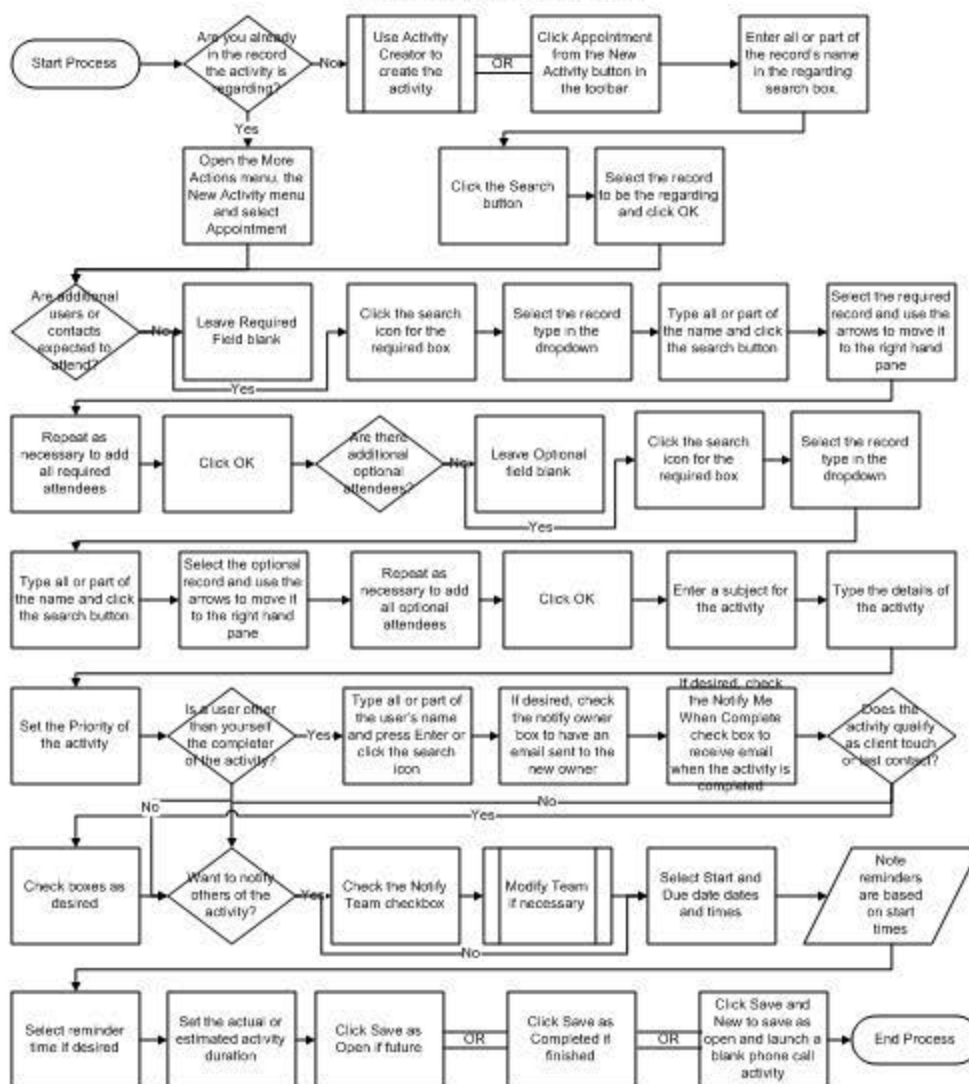 Start Process
Are you already
in the record
the activity is
regarding?
No
Use Activity
Creator to
create the
activity
OR
Click Appointment
from the New
Activity button in
the toolbar
Enter all or part
of the record's
name in the
regarding
search box.
Yes
Open the More
Actions menu, the
New Activity menu
and select
Appointment
Click the Search
button
Select the record
to be the regarding
and click OK
Are additional
users or
contacts
expected to
attend?
No
Leave Required
Field blank
Yes
Click the search
icon for the
required box
Select the record
type in the
dropdown
Type all or part of
the name and click
the search button
Select the required
record and use the
arrows to move it
to the right hand
pane
Repeat as
necessary to add
all required
attendees
Click OK
Are there
additional
optional
attendees?
No
Leave Optional
field blank
Yes
Click the search
icon for the
required box
Select the record
type in the
dropdown
Type all or part of
the name and click
the search button
Select the optional
record and use the
arrows to move it
to the right hand
pane
Repeat as
necessary to add
all optional
attendees
Click OK
Enter a subject for
the activity
Type the details of
the activity
Set the Priority of
the activity
Is a user other
than yourself
the completer
of the activity?
Yes
Type all or part of
the user's name
and press Enter or
click the search
icon
If desired, check
the notify owner
box to have an
email sent to the
new owner
If desired, check
the Notify Me
When Complete
check box to
receive email
when the activity is
completed
Does the
activity qualify
as client touch
or last contact?
No
No
Yes
Check boxes as
desired
Want to notify
others of the
activity?
Yes
Check the Notify
Team checkbox
Modify Team
if necessary
No
Select Start and
Due date dates
and times
Note
reminders
are based
on start
times
Select reminder
time if desired
Set the actual or
estimated activity
duration
Click Save as
Open if future
OR
Click Save as
Completed if
finished
OR
Click Save and
New to save as
open and launch a
blank phone call
activity
End Process